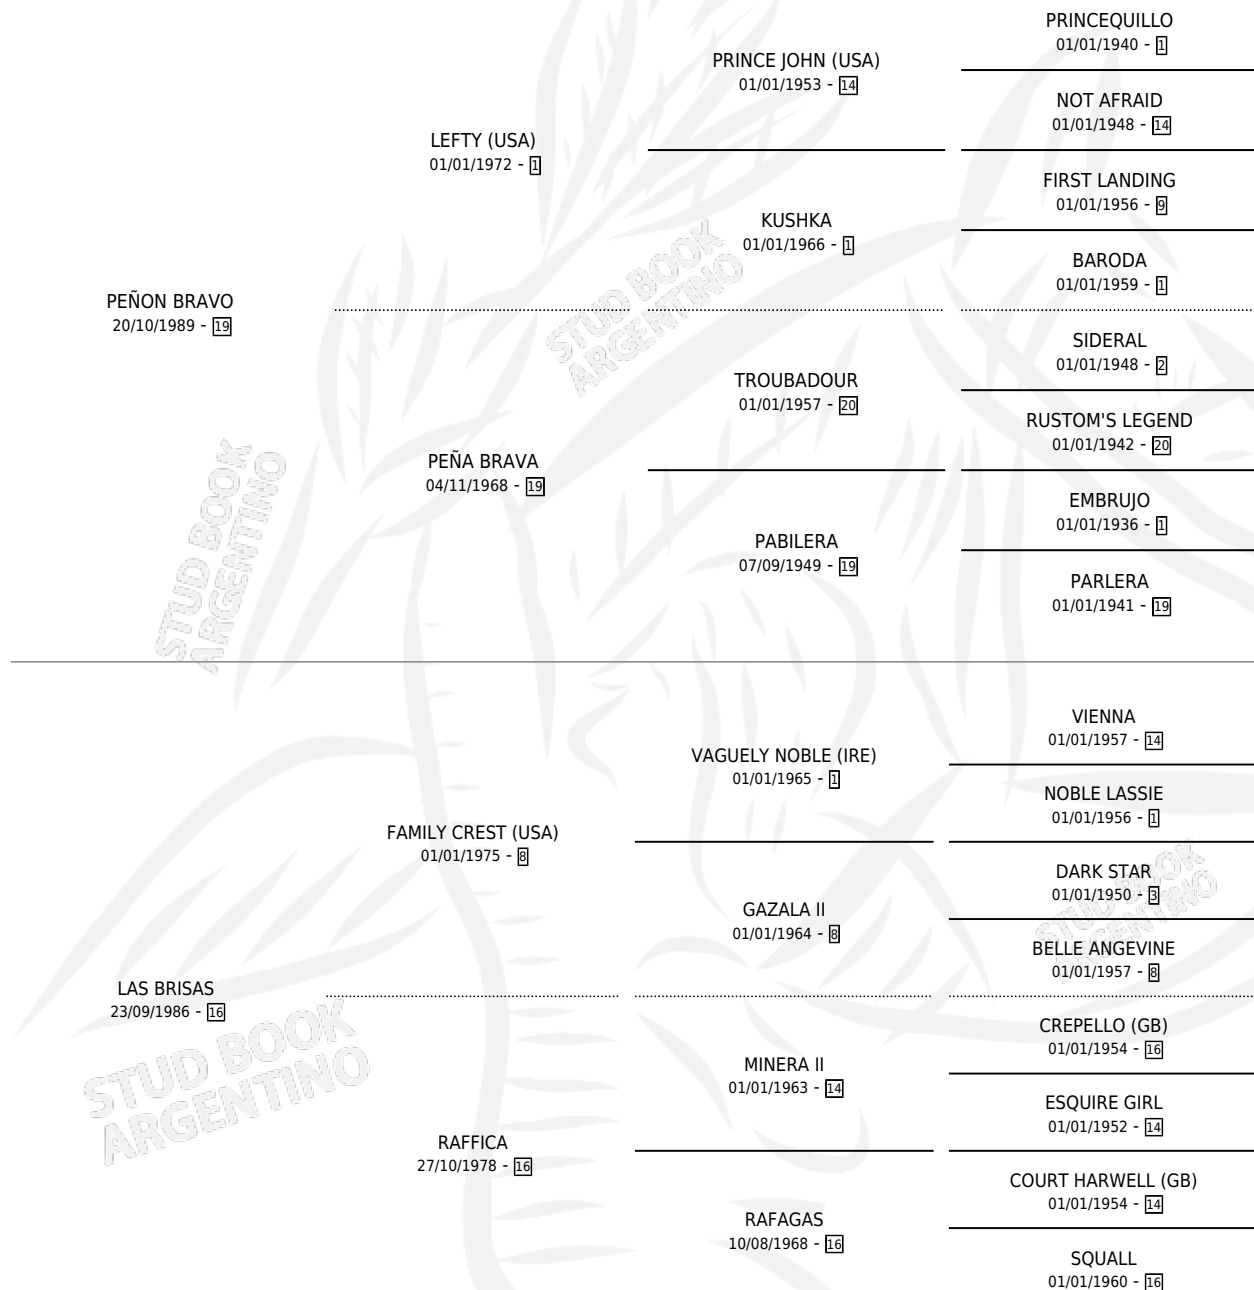 PRINCEQUILLO
01/01/1940 - 1
PRINCE JOHN (USA)
01/01/1953 - 14
NOT AFRAID
01/01/1948 - 14
LEFTY (USA)
01/01/1972 - 1
FIRST LANDING
01/01/1956 - 9
KUSHKA
01/01/1966 - 1
BARODA
01/01/1959 - 1
PEÑON BRAVO
20/10/1989 - 19
STUD BOOK
ARGENTINO
SIDERAL
01/01/1948 - 2
TROUBADOUR
01/01/1957 - 20
RUSTOM'S LEGEND
01/01/1942 - 20
PEÑA BRAVA
04/11/1968 - 19
STUD BOOK
ARGENTINO
EMBRUJO
01/01/1936 - 1
PABILERA
07/09/1949 - 19
PARLERA
01/01/1941 - 19
VIENNA
01/01/1957 - 14
VAGUELY NOBLE (IRE)
01/01/1965 - 1
NOBLE LASSIE
01/01/1956 - 1
FAMILY CREST (USA)
01/01/1975 - 8
DARK STAR
01/01/1950 - 3
STUD BOOK
ARGENTINO
GAZALA II
01/01/1964 - 8
BELLE ANGEVINE
01/01/1957 - 8
LAS BRISAS
23/09/1986 - 16
STUD BOOK
ARGENTINO
CREPELLO (GB)
01/01/1954 - 16
MINERA II
01/01/1963 - 14
ESQUIRE GIRL
01/01/1952 - 14
RAFFICA
27/10/1978 - 16
COURT HARWELL (GB)
01/01/1954 - 14
RAFAGAS
10/08/1968 - 16
SQUALL
01/01/1960 - 16